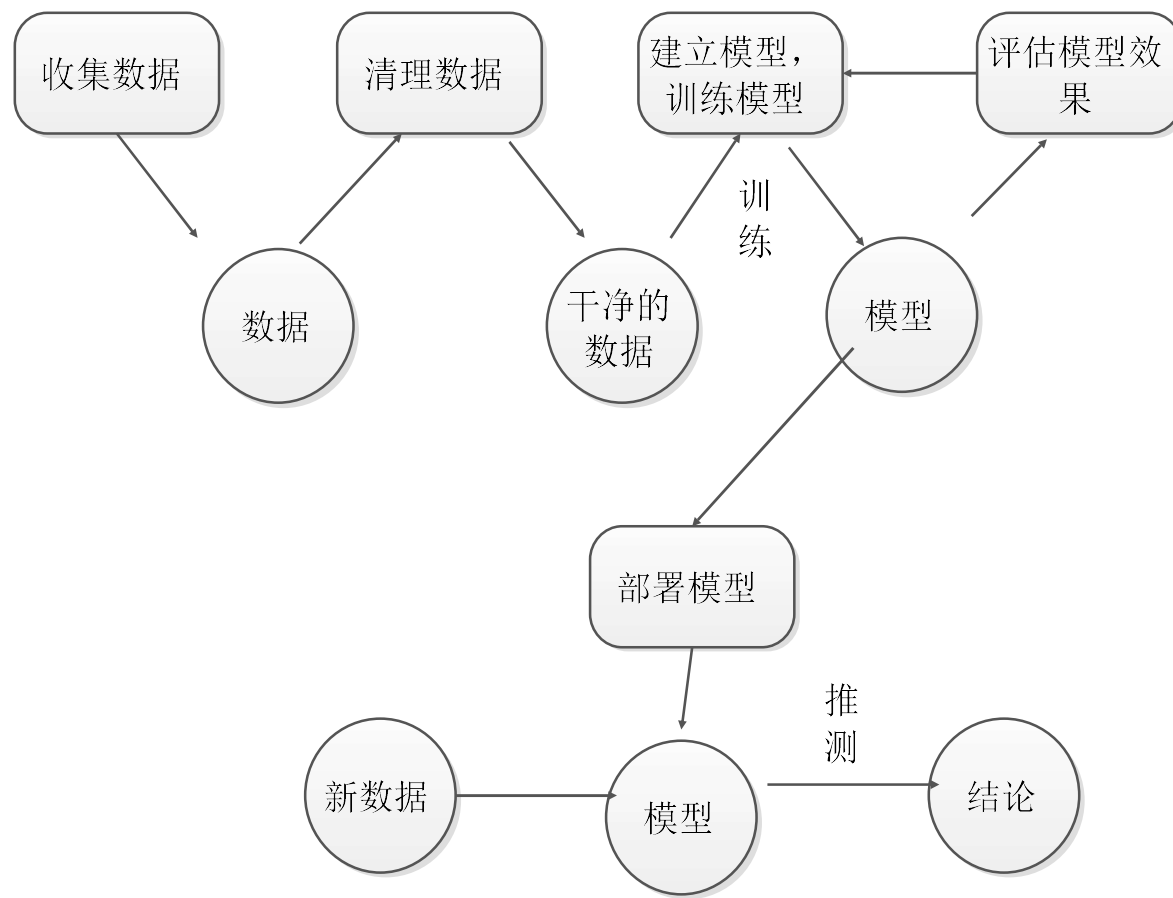 收集数据
清理数据
建立模型，
训练模型
评估模型效
果
训
练
数据
干净的
数据
模型
部署模型
推
测
新数据
模型
结论